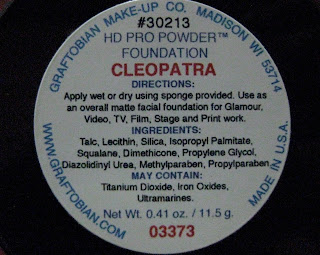 GRAFTOBIAN MAKE-UP CO. MADISON WI 53714
#30213
HD PRO POWDER™
FOUNDATION
CLEOPATRA
DIRECTIONS:
Apply wet or dry using sponge provided. Use as
an overall matte facial foundation for Glamour,
Video, TV, Film, Stage and Print work.
INGREDIENTS:
Talc, Lecithin, Silica, Isopropyl Palmitate,
Squalane, Dimethicone, Propylene Glycol,
Diazolidinyl Urea, Methylparaben, Propylparaben
MAY CONTAIN:
Titanium Dioxide, Iron Oxides,
Ultramarines.
Net Wt. 0.41 oz. / 11.5 g.
03373
WWW.GRAFTOBIAN.COM
MADE IN U.S.A.